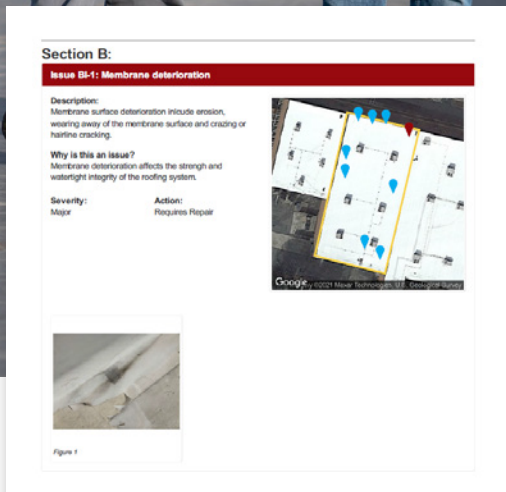 Section B:
Issue BI-1: Membrane deterioration
Description:
Membrane surface deterioration inlcude erosion,
wearing away of the membrane surface and crazing or
hairline cracking.
Why is this an issue?
Membrane deterioration affects the strengh and
watertight integrity of the roofing system.
Severity:
Action:
Major
Requires Repair
Google
©2021 Maxar Technologies, U.S. Geological Survey
Figure 1